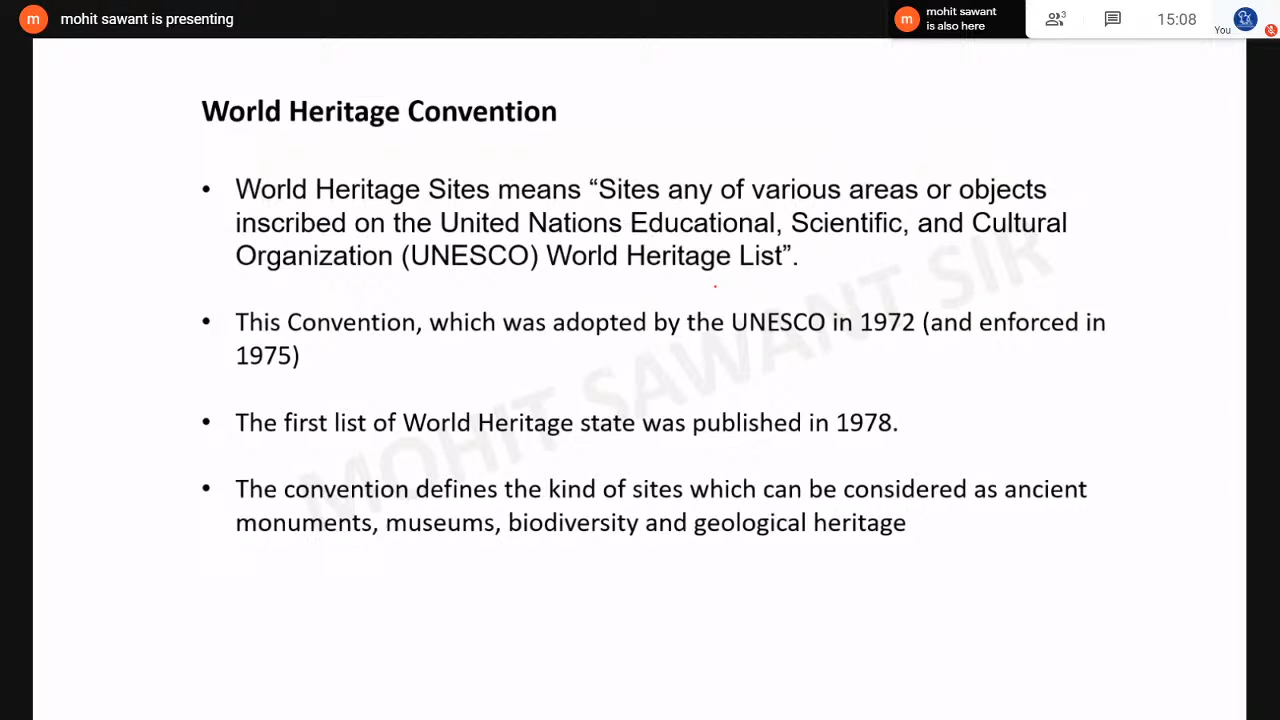 m mohit sawant is presenting
m mohit sawant
is also here
3
15:08
You
World Heritage Convention
• World Heritage Sites means “Sites any of various areas or objects
inscribed on the United Nations Educational, Scientific, and Cultural
Organization (UNESCO) World Heritage List”.
• This Convention, which was adopted by the UNESCO in 1972 (and enforced in
1975)
• The first list of World Heritage state was published in 1978.
• The convention defines the kind of sites which can be considered as ancient
monuments, museums, biodiversity and geological heritage
MOHIT SAWANT SIR